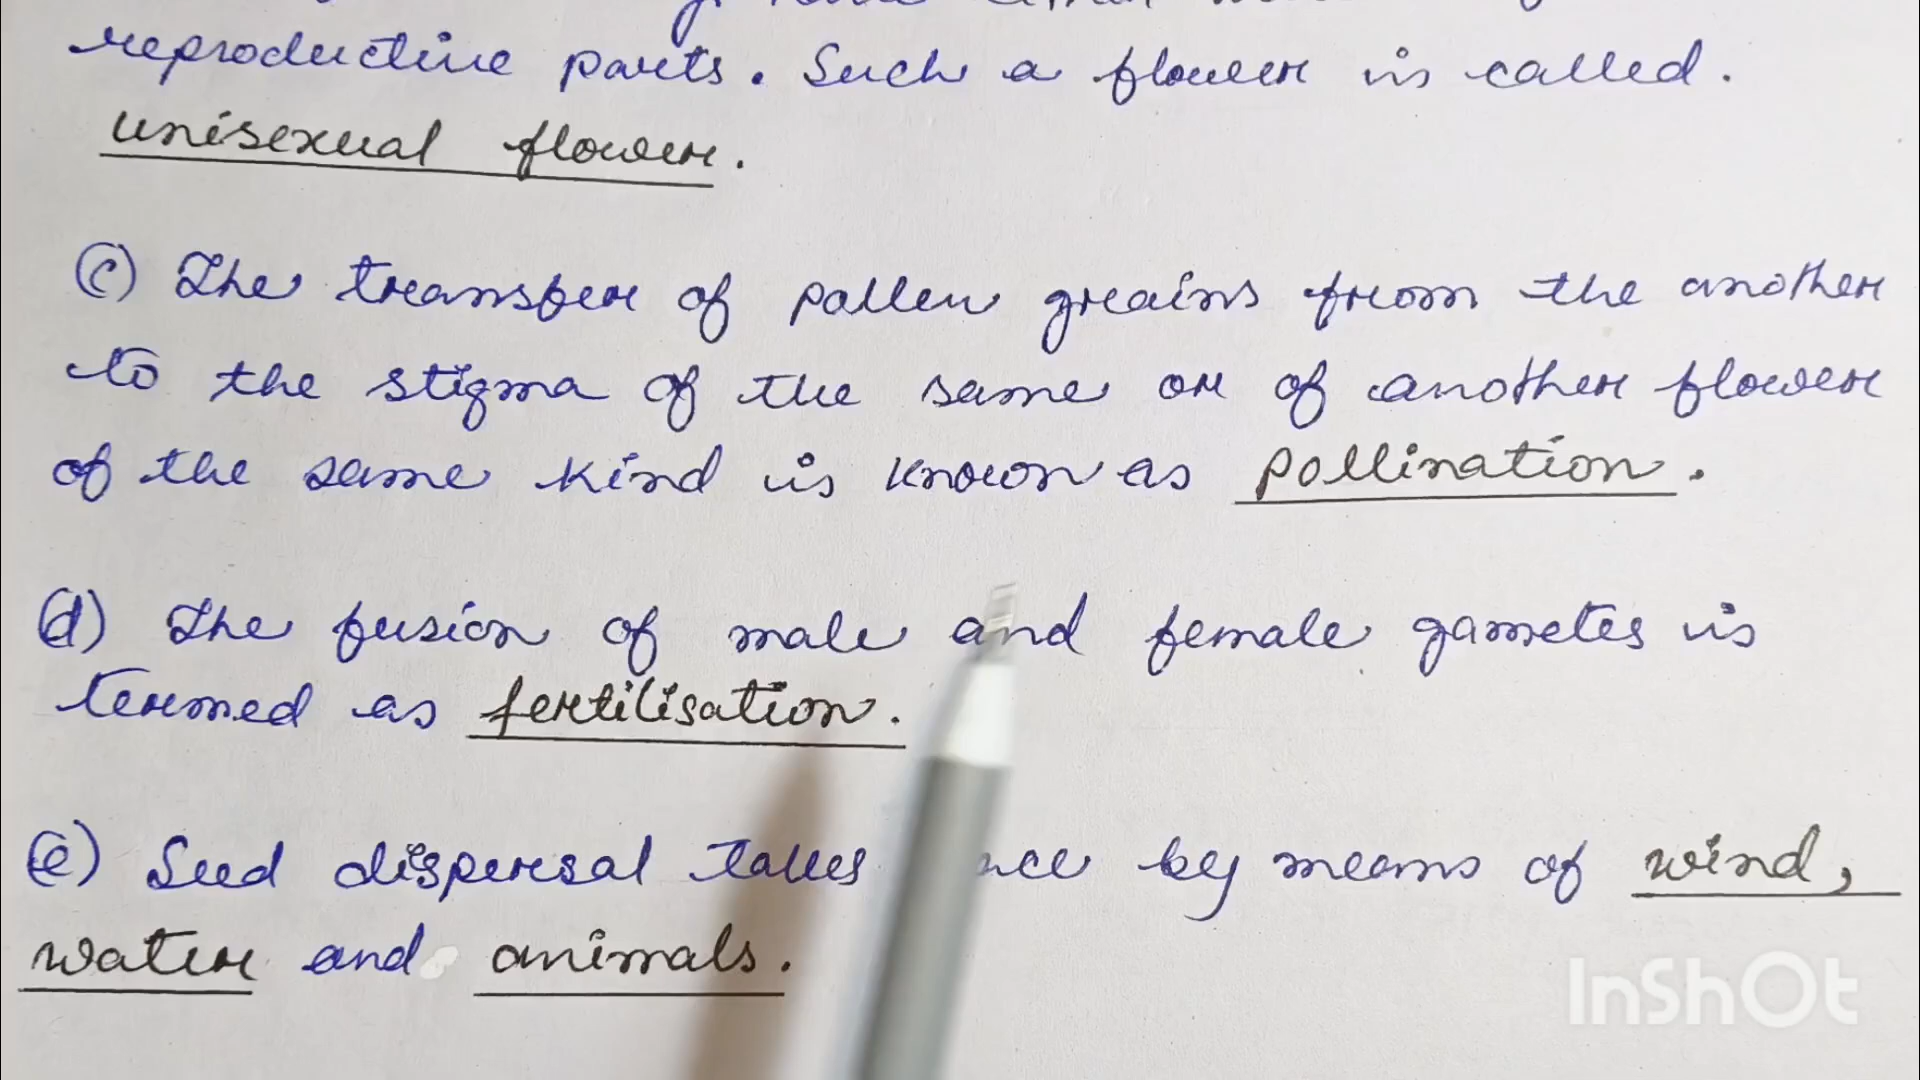 reproductive parts. Such a flower is called.
unisexual flower.
(c) The transfer of pollen grains from the another
to the stigma of the same or of another flower
of the same kind is known as pollination.
(d) The fusion of male and female gametes is
termed as fertilisation.
(e) Seed dispersal takes by means of wind,
water and animals.
InShOt